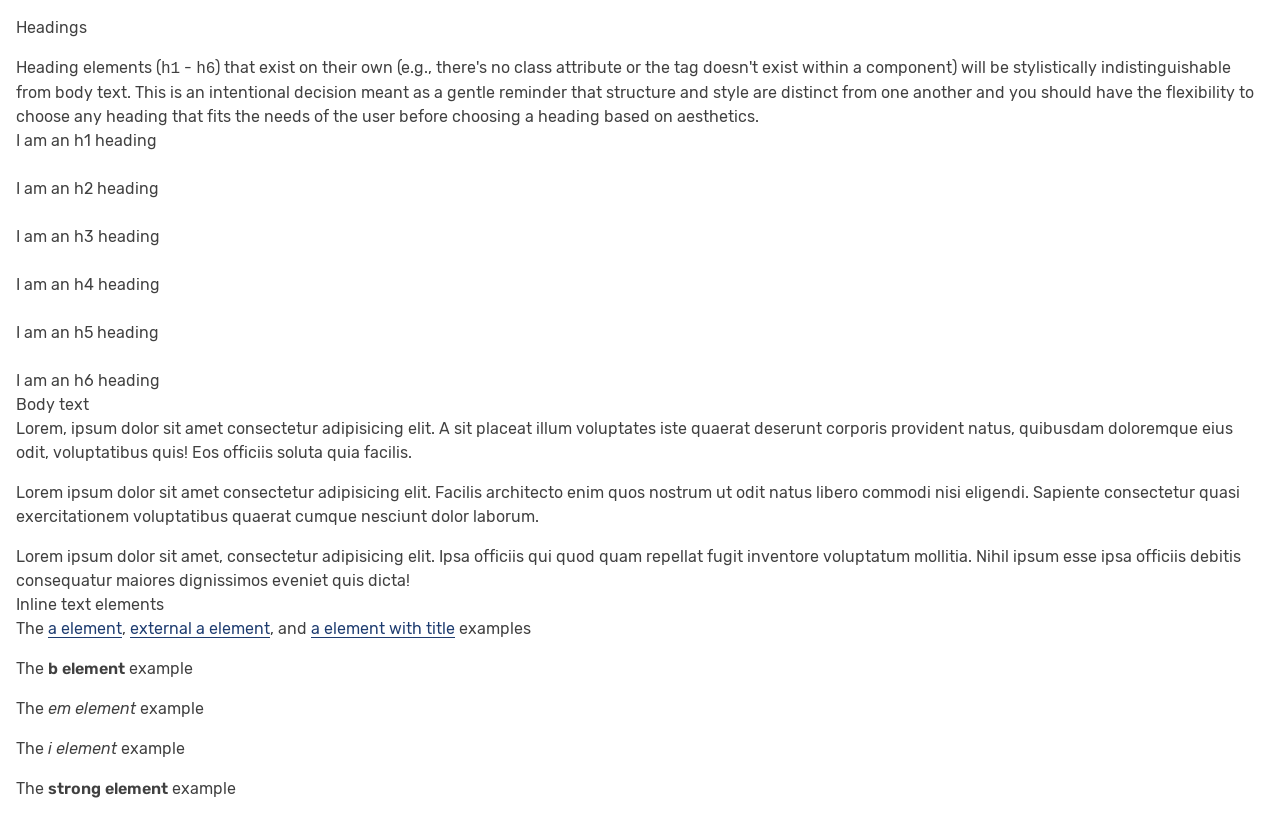 Headings
Heading elements (h1 - h6) that exist on their own (e.g., there's no class attribute or the tag doesn't exist within a component) will be stylistically indistinguishable
from body text. This is an intentional decision meant as a gentle reminder that structure and style are distinct from one another and you should have the flexibility to
choose any heading that fits the needs of the user before choosing a heading based on aesthetics.
I am an h1 heading
I am an h2 heading
I am an h3 heading
I am an h4 heading
I am an h5 heading
I am an h6 heading
Body text
Lorem, ipsum dolor sit amet consectetur adipisicing elit. A sit placeat illum voluptates iste quaerat deserunt corporis provident natus, quibusdam doloremque eius
odit, voluptatibus quis! Eos officiis soluta quia facilis.
Lorem ipsum dolor sit amet consectetur adipisicing elit. Facilis architecto enim quos nostrum ut odit natus libero commodi nisi eligendi. Sapiente consectetur quasi
exercitationem voluptatibus quaerat cumque nesciunt dolor laborum.
Lorem ipsum dolor sit amet, consectetur adipisicing elit. Ipsa officiis qui quod quam repellat fugit inventore voluptatum mollitia. Nihil ipsum esse ipsa officiis debitis
consequatur maiores dignissimos eveniet quis dicta!
Inline text elements
The a element, external a element, and a element with title examples
The b element example
The em element example
The i element example
The strong element example